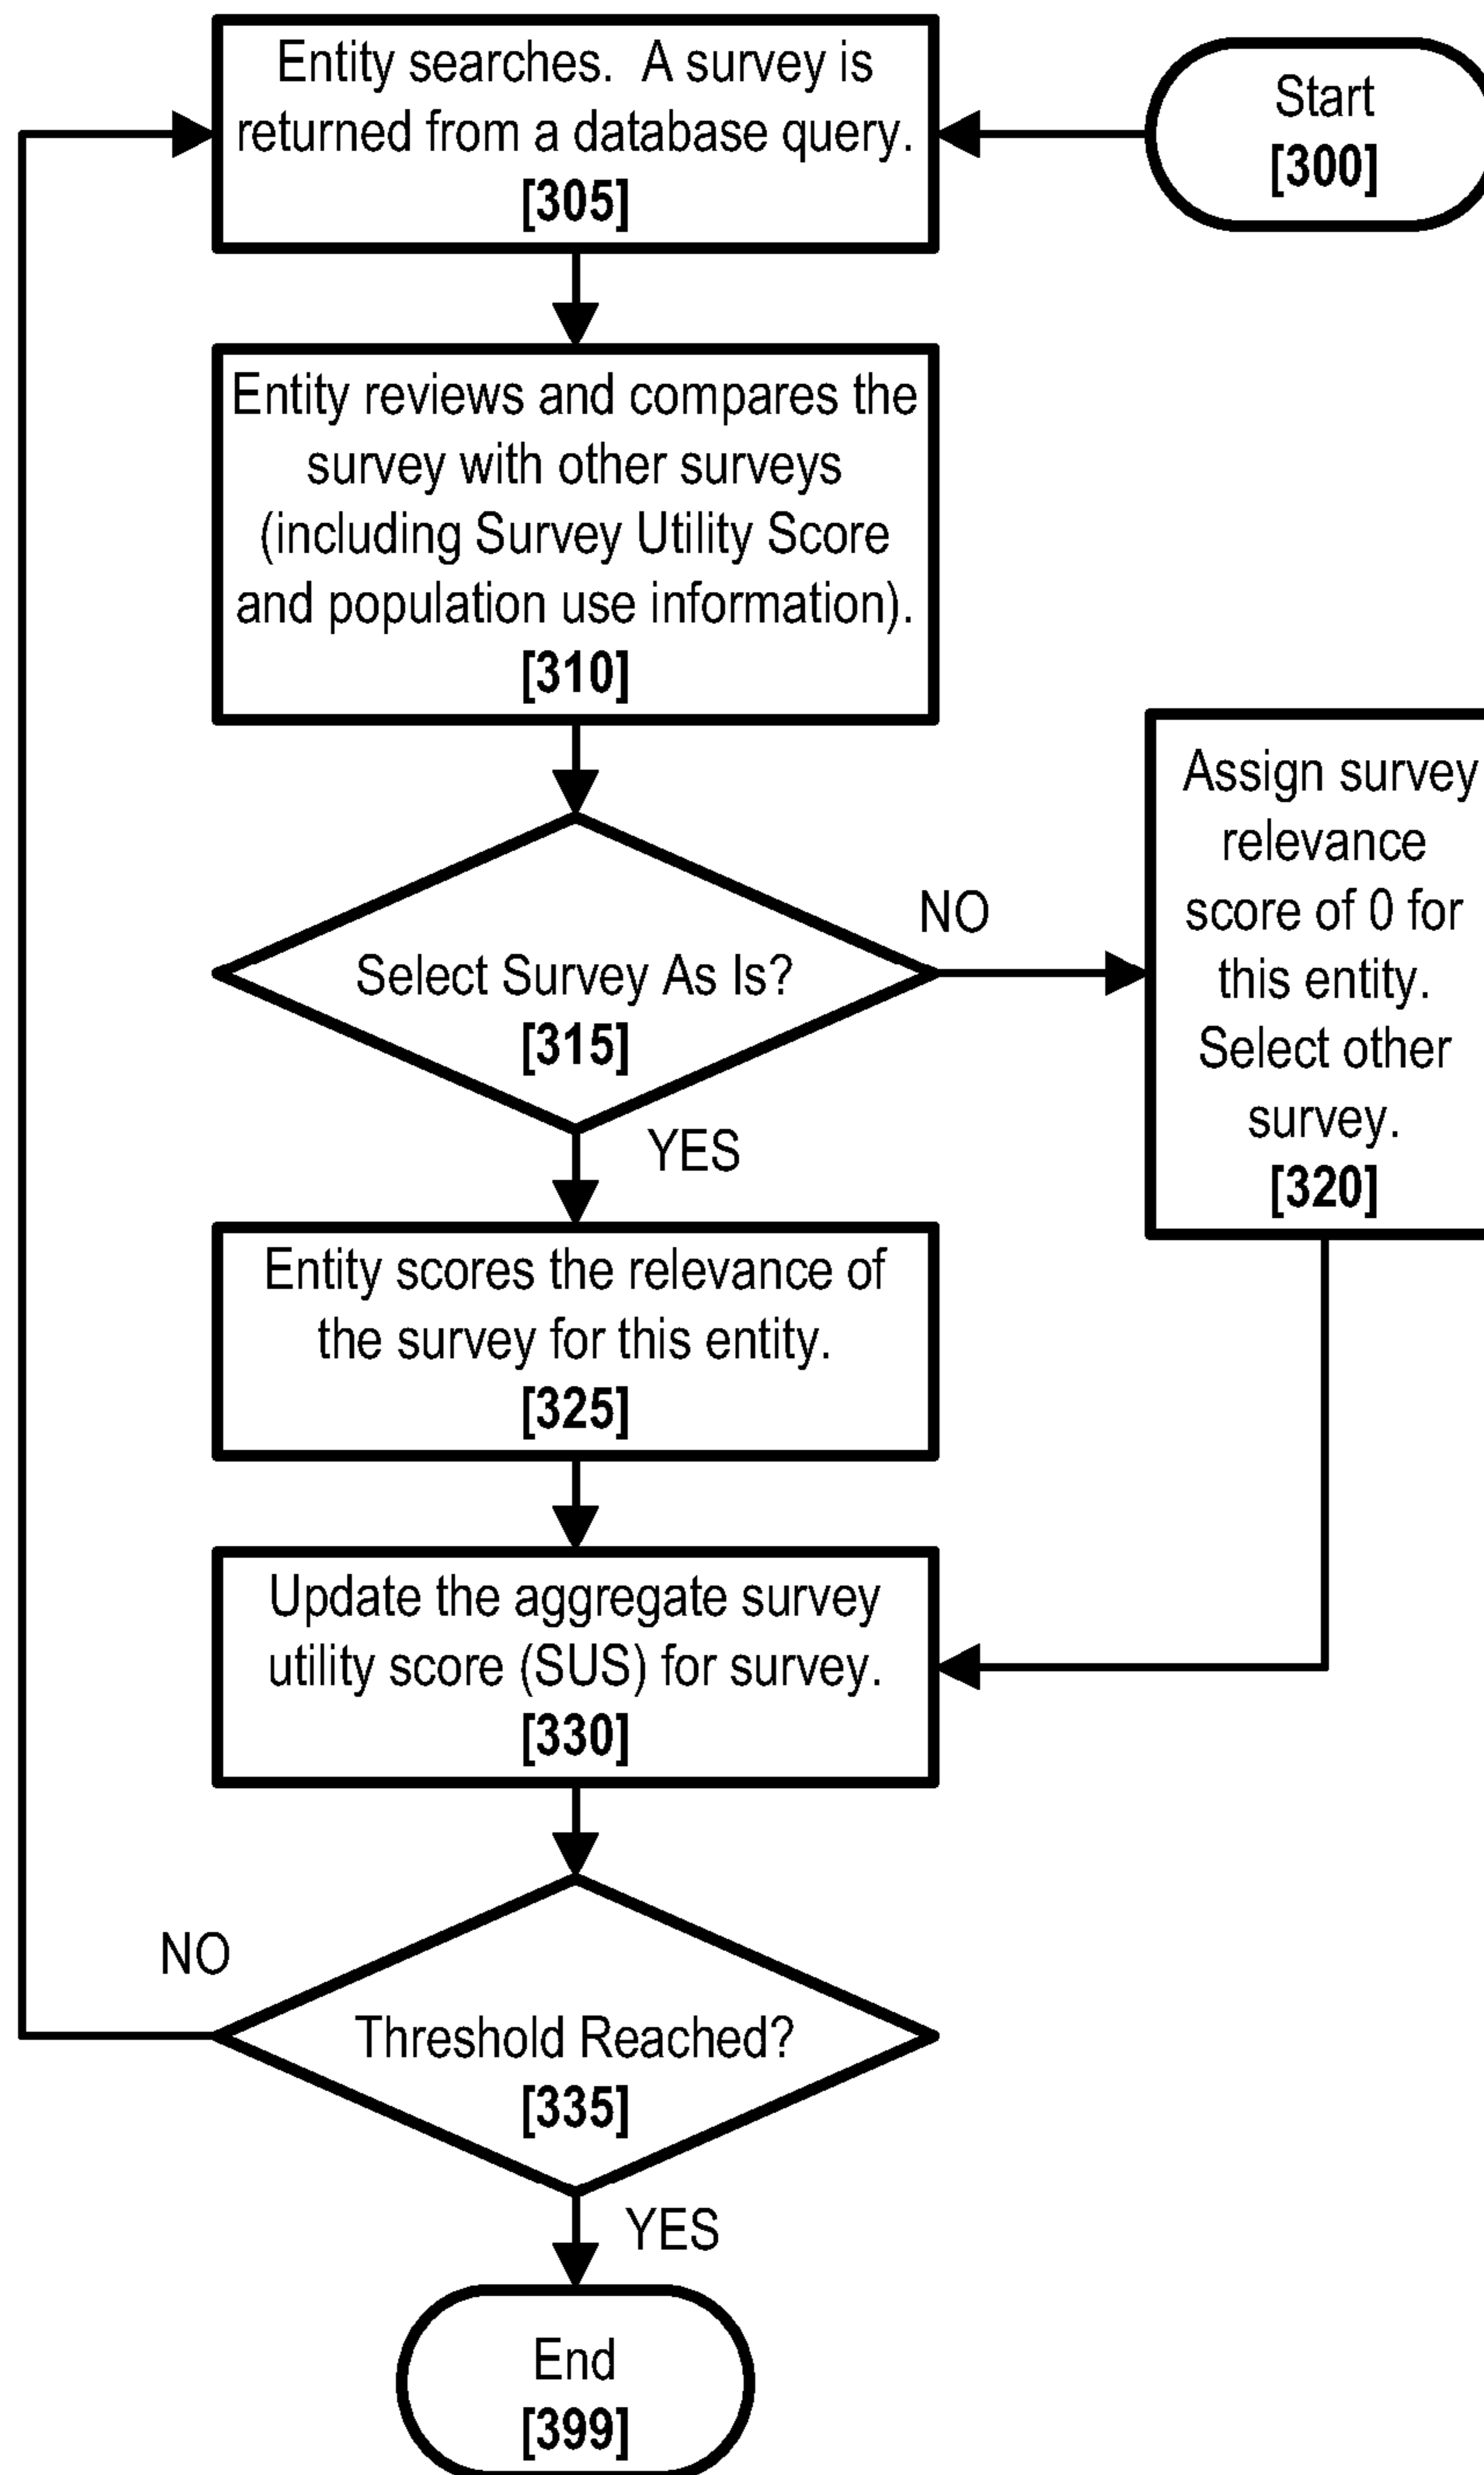 Start
[300]
Entity searches.  A survey is
returned from a database query.
[305]
Entity reviews and compares the
survey with other surveys
(including Survey Utility Score
and population use information).
[310]
Select Survey As Is?
[315]
NO
Assign survey
relevance
score of 0 for
this entity.
Select other
survey.
[320]
YES
Entity scores the relevance of
the survey for this entity.
[325]
Update the aggregate survey
utility score (SUS) for survey.
[330]
Threshold Reached?
[335]
NO
YES
End
[399]